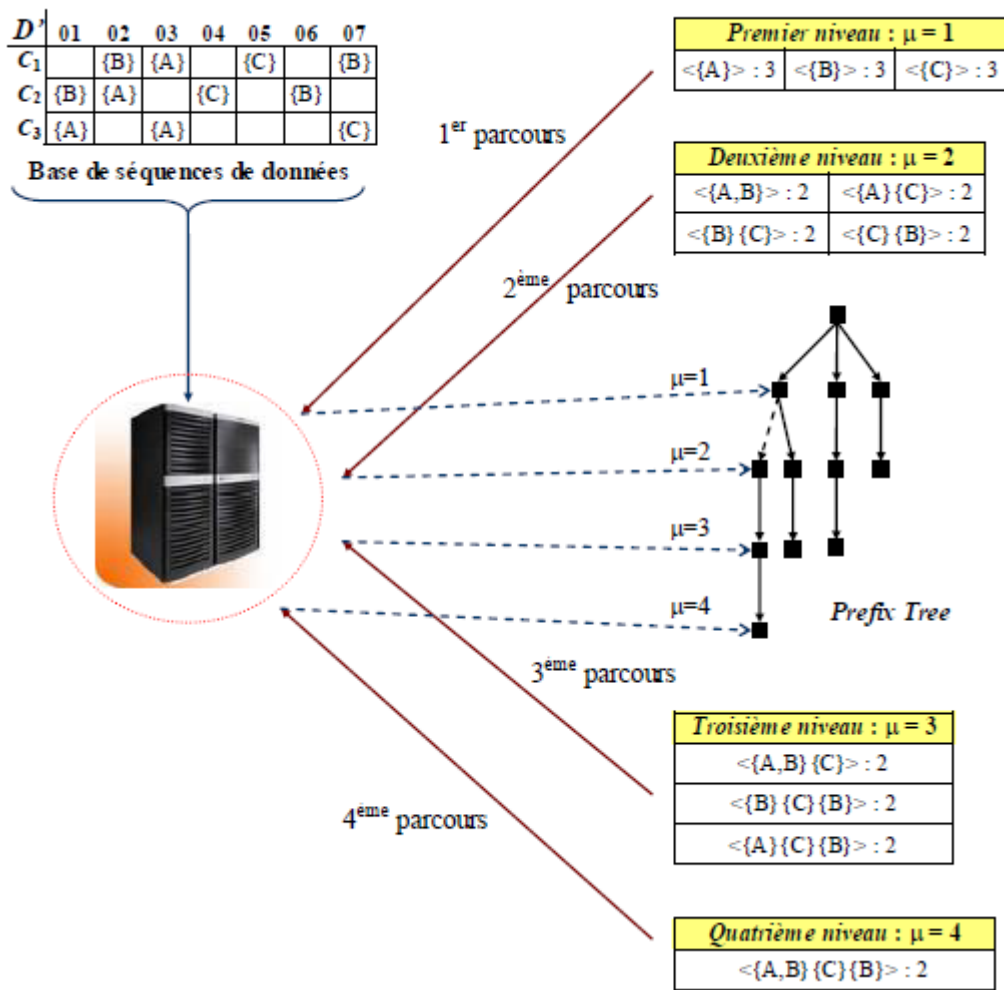 D’ 01 02 03 04 05 06 07
C1 {B} {A} {C} {B}
C2 {B} {A} {C} {B}
C3 {A} {A} {C}
Base de séquences de données
Premier niveau : μ = 1
<{A}> : 3 <{B}> : 3 <{C}> : 3
1er parcours
Deuxième niveau : μ = 2
<{A,B}> : 2 <{A}{C}> : 2
<{B}{C}> : 2 <{C}{B}> : 2
2ème parcours
μ=1
μ=2
μ=3
μ=4
Prefix Tree
3ème parcours
Troisième niveau : μ = 3
<{A,B}{C}> : 2
<{B}{C}{B}> : 2
<{A}{C}{B}> : 2
4ème parcours
Quatrième niveau : μ = 4
<{A,B}{C}{B}> : 2